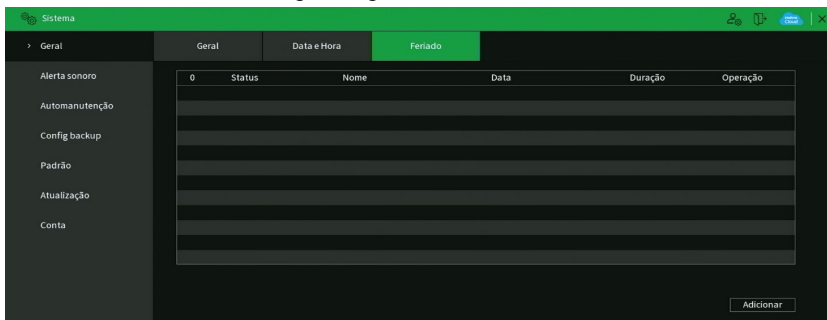 Sistema
Geral
Geral
Data e Hora
Feriado
Alerta sonoro
0 Status Nome Data Duração Operação
Automanutenção
Config backup
Padrão
Atualização
Conta
Adicionar